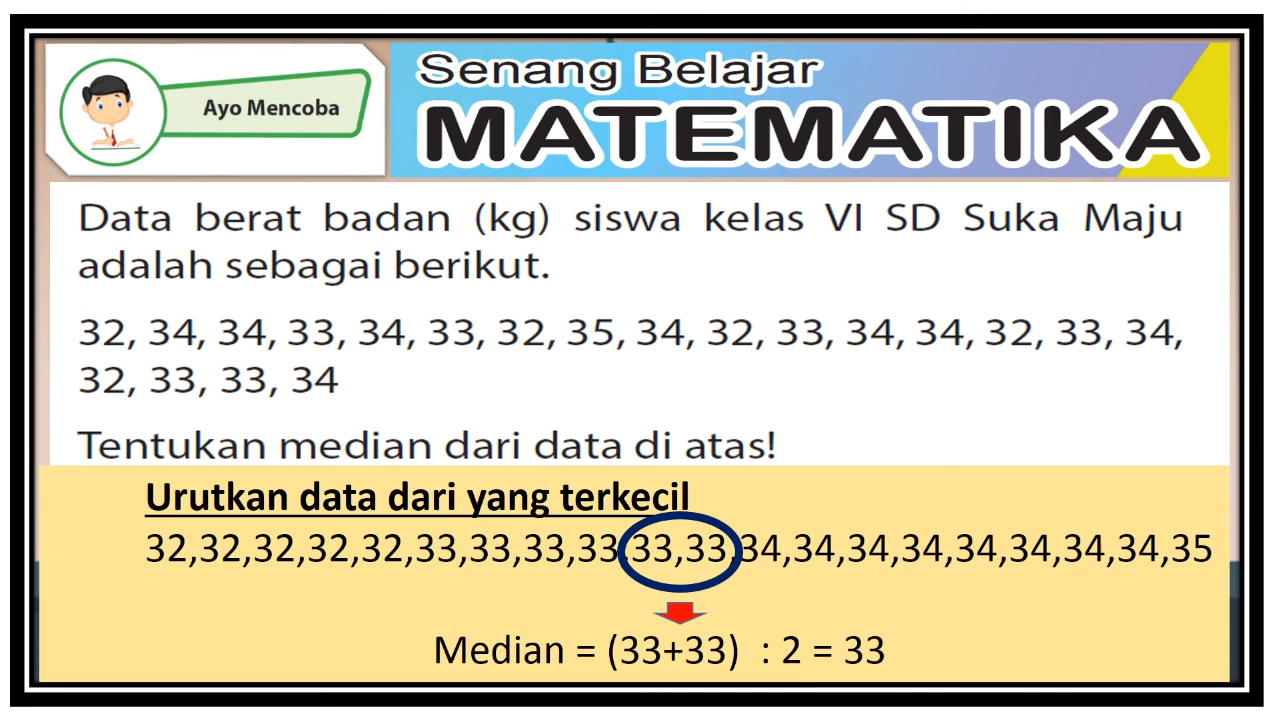 Ayo Mencoba
Senang Belajar
MATEMATIKA
Data berat badan (kg) siswa kelas VI SD Suka Maju
adalah sebagai berikut.
32, 34, 34, 33, 34, 33, 32, 35, 34, 32, 33, 34, 34, 32, 33, 34,
32, 33, 33, 34
Tentukan median dari data di atas!
Urutkan data dari yang terkecil
32,32,32,32,32,33,33,33,33,33,33,34,34,34,34,34,34,34,34,35
Median = (33+33) : 2 = 33